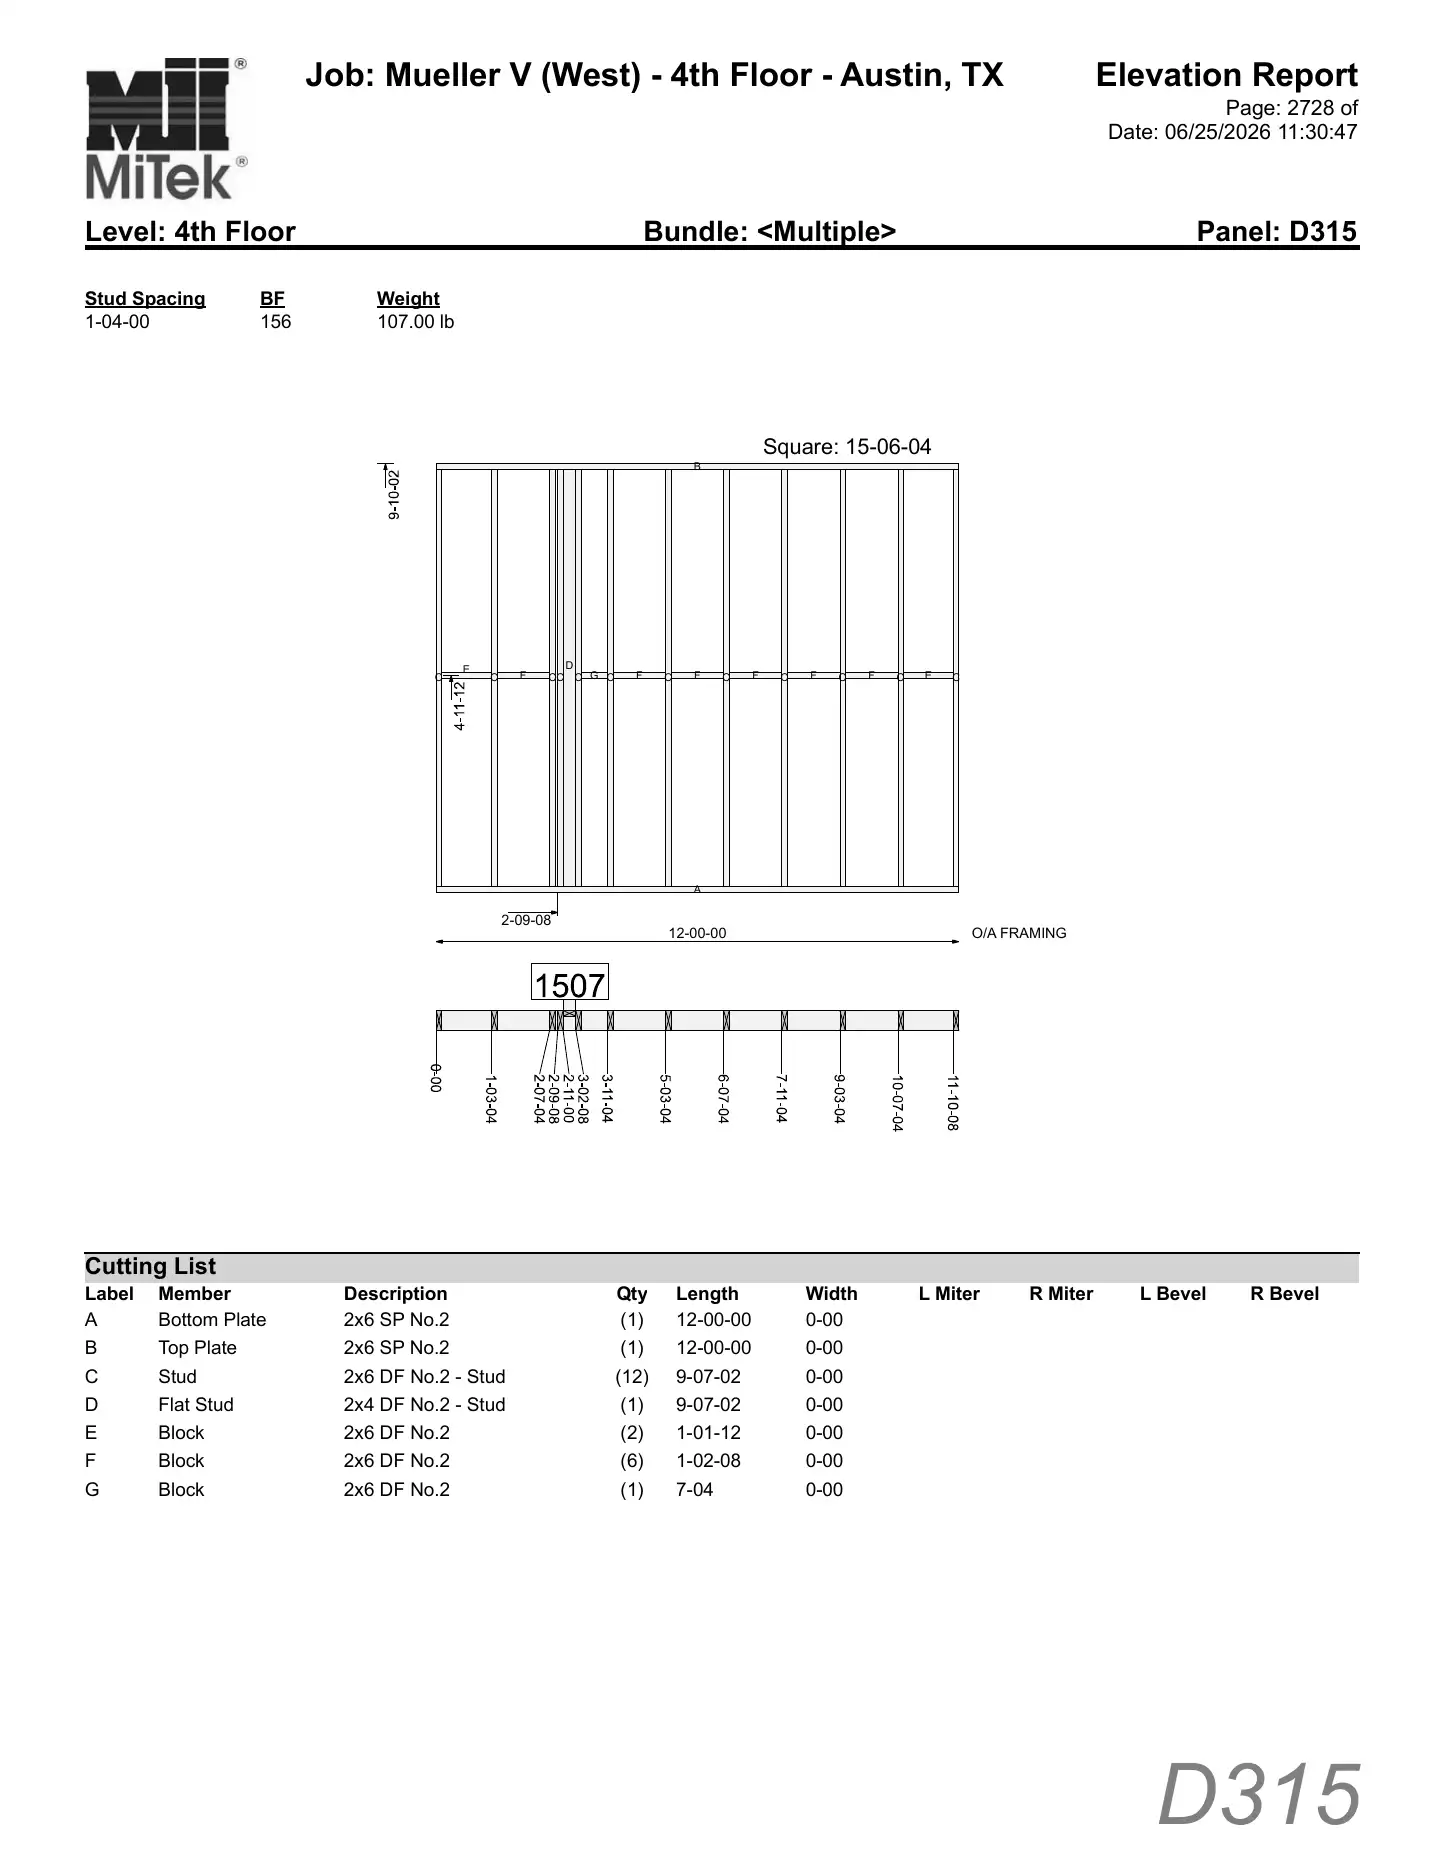 Job: Mueller V (West) - 4th Floor - Austin, TX
Elevation Report
Page: 2728 of
Date: 06/25/2026 11:30:47
MiTek®
Level: 4th Floor
Bundle: <Multiple>
Panel: D315
Stud Spacing BF Weight
1-04-00 156 107.00 lb
Square: 15-06-04
9-10-02
B
D
G
4-11-12
A
2-09-08
12-00-00
O/A FRAMING
1507
0-00
1-03-04
2-07-04
2-09-08
2-11-00
3-02-08
3-11-04
5-03-04
6-07-04
7-11-04
9-03-04
10-07-04
11-10-08
Cutting List
Label Member Description Qty Length Width L Miter R Miter L Bevel R Bevel
A Bottom Plate 2x6 SP No.2 (1) 12-00-00 0-00
B Top Plate 2x6 SP No.2 (1) 12-00-00 0-00
C Stud 2x6 DF No.2 - Stud (12) 9-07-02 0-00
D Flat Stud 2x4 DF No.2 - Stud (1) 9-07-02 0-00
E Block 2x6 DF No.2 (2) 1-01-12 0-00
F Block 2x6 DF No.2 (6) 1-02-08 0-00
G Block 2x6 DF No.2 (1) 7-04 0-00
D315